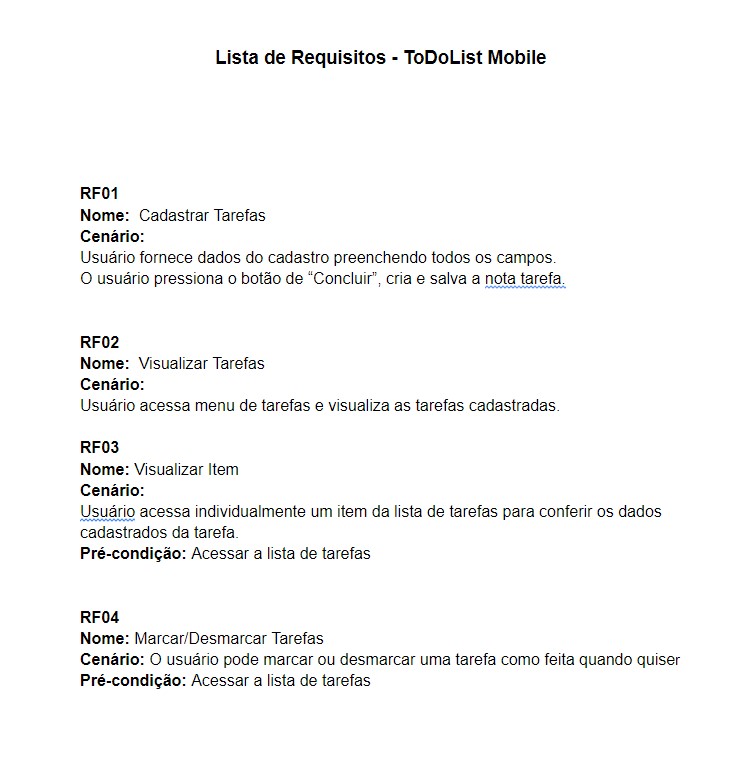 Lista de Requisitos - ToDoList Mobile
RF01
Nome:  Cadastrar Tarefas
Cenário:
Usuário fornece dados do cadastro preenchendo todos os campos.
O usuário pressiona o botão de “Concluir”, cria e salva a nota tarefa.
RF02
Nome:  Visualizar Tarefas
Cenário:
Usuário acessa menu de tarefas e visualiza as tarefas cadastradas.
RF03
Nome: Visualizar Item
Cenário:
Usuário acessa individualmente um item da lista de tarefas para conferir os dados
cadastrados da tarefa.
Pré-condição: Acessar a lista de tarefas
RF04
Nome: Marcar/Desmarcar Tarefas
Cenário: O usuário pode marcar ou desmarcar uma tarefa como feita quando quiser
Pré-condição: Acessar a lista de tarefas